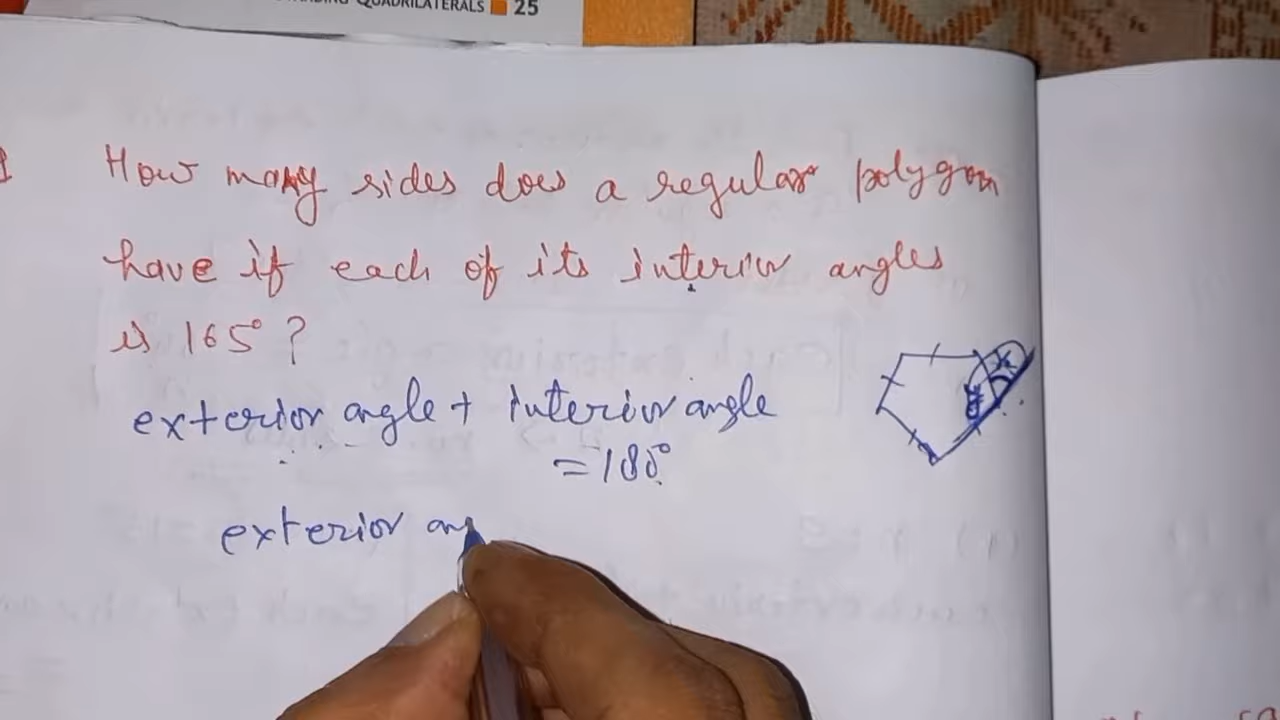 QUADRILATERALS 25
How many sides does a regular polygon
have if each of its interior angles
is 165° ?
exterior angle + interior angle
= 180°
exterior ang